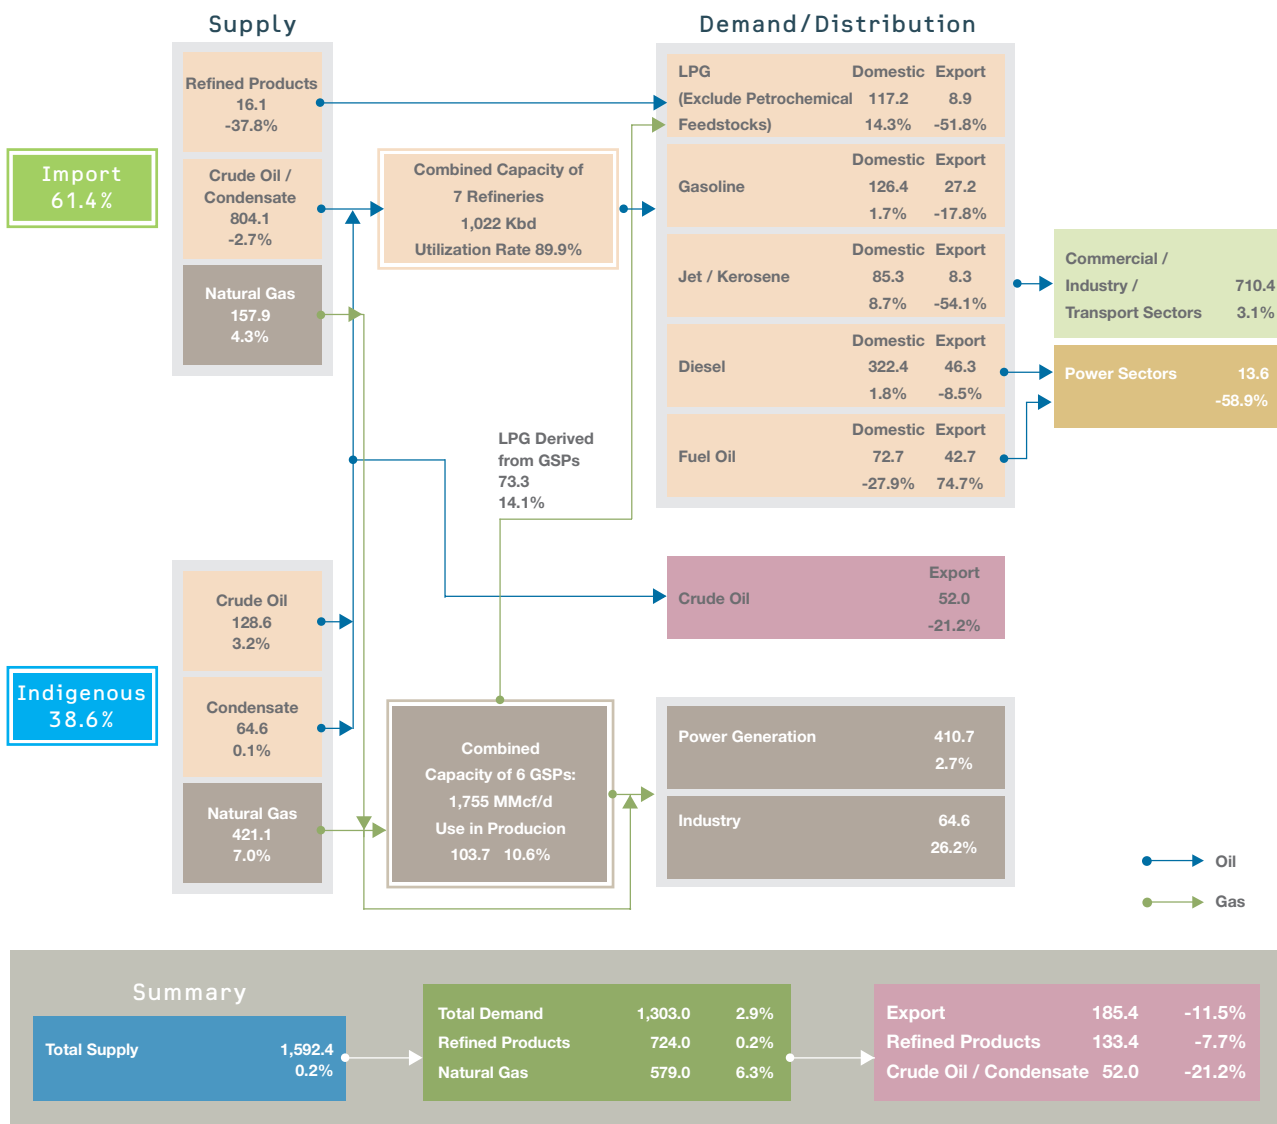 Supply
Demand/Distribution
Import
61.4%
Refined Products
16.1
-37.8%
Crude Oil /
Condensate
804.1
-2.7%
Natural Gas
157.9
4.3%
Combined Capacity of
7 Refineries
1,022 Kbd
Utilization Rate 89.9%
LPG Domestic Export
(Exclude Petrochemical 117.2 8.9
Feedstocks) 14.3% -51.8%
Domestic Export
Gasoline 126.4 27.2
1.7% -17.8%
Domestic Export
Jet / Kerosene 85.3 8.3
8.7% -54.1%
Domestic Export
Diesel 322.4 46.3
1.8% -8.5%
Domestic Export
Fuel Oil 72.7 42.7
-27.9% 74.7%
Commercial /
Industry / 710.4
Transport Sectors 3.1%
Power Sectors 13.6
-58.9%
LPG Derived
from GSPs
73.3
14.1%
Indigenous
38.6%
Crude Oil
128.6
3.2%
Condensate
64.6
0.1%
Natural Gas
421.1
7.0%
Combined
Capacity of 6 GSPs:
1,755 MMcf/d
Use in Producion
103.7 10.6%
Export
Crude Oil 52.0
-21.2%
Power Generation 410.7
2.7%
Industry 64.6
26.2%
Oil
Gas
Summary
Total Supply 1,592.4
0.2%
Total Demand 1,303.0 2.9%
Refined Products 724.0 0.2%
Natural Gas 579.0 6.3%
Export 185.4 -11.5%
Refined Products 133.4 -7.7%
Crude Oil / Condensate 52.0 -21.2%